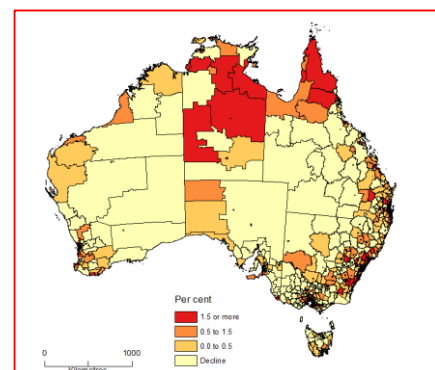 Per cent
1.5 or more
0.5 to 1.5
0.0 to 0.5
Decline
0 1000
Kilometres